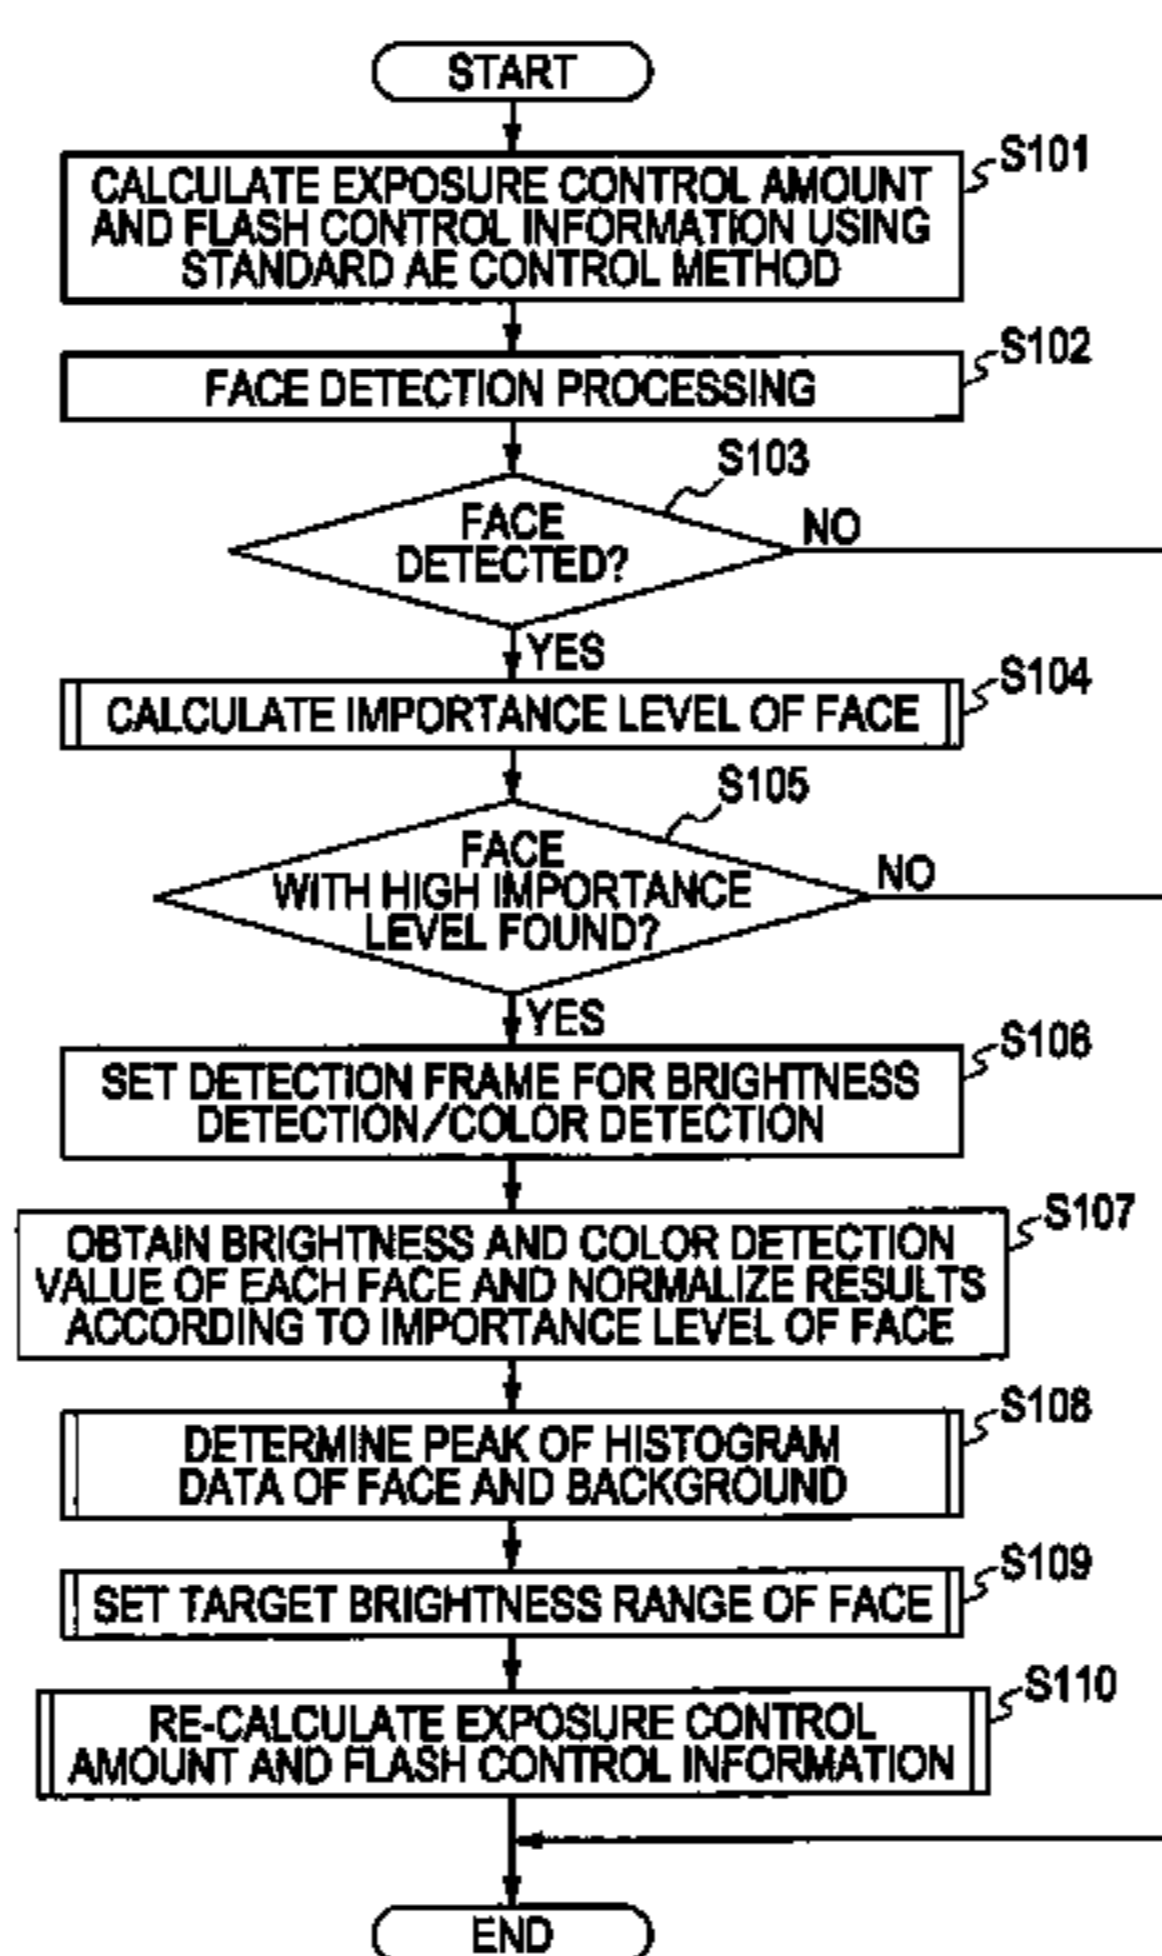 START
S101
CALCULATE EXPOSURE CONTROL AMOUNT
AND FLASH CONTROL INFORMATION USING
STANDARD AE CONTROL METHOD
S102
FACE DETECTION PROCESSING
S103
FACE
DETECTED?
NO
YES
S104
CALCULATE IMPORTANCE LEVEL OF FACE
S105
FACE
WITH HIGH IMPORTANCE
LEVEL FOUND?
NO
YES
S106
SET DETECTION FRAME FOR BRIGHTNESS
DETECTION/COLOR DETECTION
S107
OBTAIN BRIGHTNESS AND COLOR DETECTION
VALUE OF EACH FACE AND NORMALIZE RESULTS
ACCORDING TO IMPORTANCE LEVEL OF FACE
S108
DETERMINE PEAK OF HISTOGRAM
DATA OF FACE AND BACKGROUND
S109
SET TARGET BRIGHTNESS RANGE OF FACE
S110
RE-CALCULATE EXPOSURE CONTROL
AMOUNT AND FLASH CONTROL INFORMATION
END